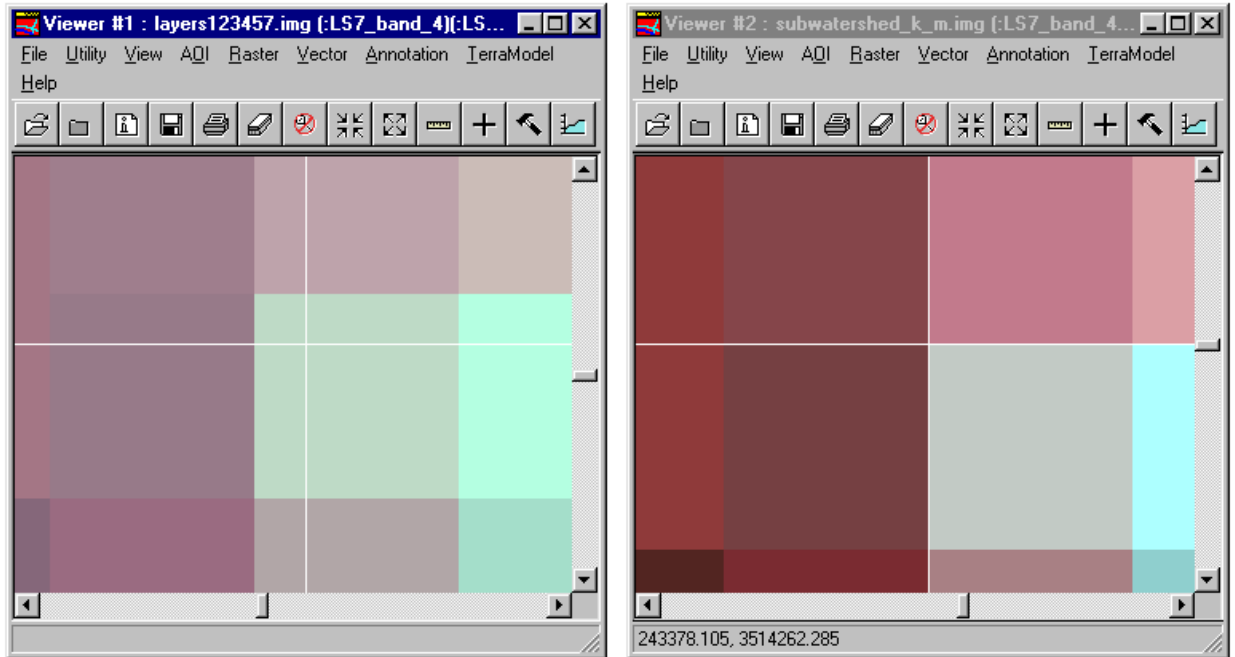 Viewer #1 : layers123457.img (:LS7_band_4)(:LS...
File Utility View AOI Raster Vector Annotation TerraModel
Help
Viewer #2 : subwatershed_k_m.img (:LS7_band_4...
File Utility View AOI Raster Vector Annotation TerraModel
Help
243378.105, 3514262.285